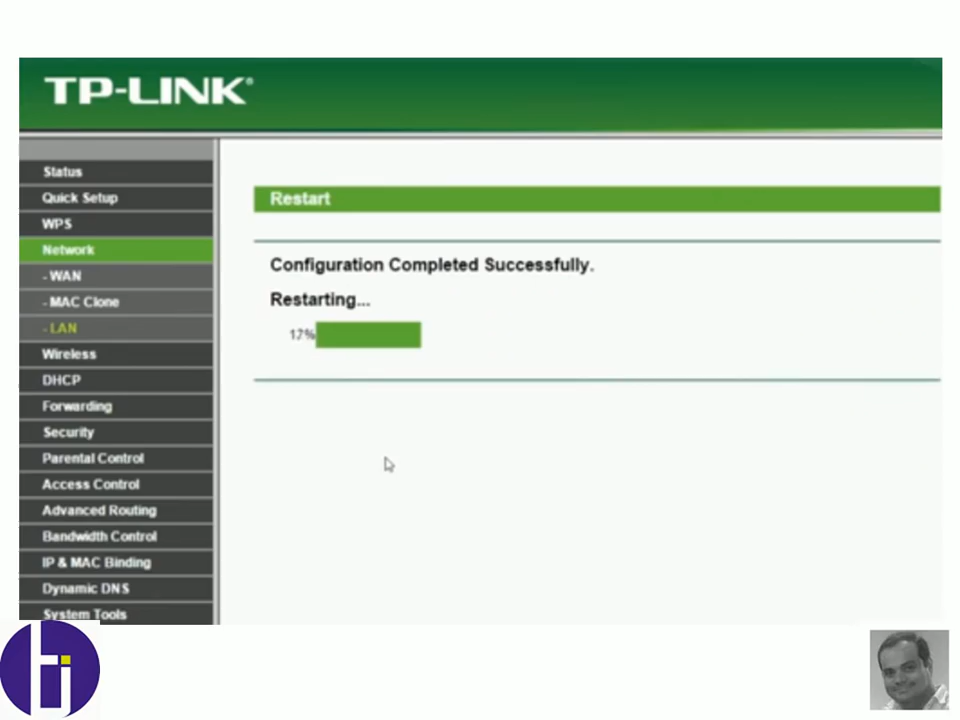 TP-LINK®
Status
Quick Setup
WPS
Network
- WAN
- MAC Clone
- LAN
Wireless
DHCP
Forwarding
Security
Parental Control
Access Control
Advanced Routing
Bandwidth Control
IP & MAC Binding
Dynamic DNS
System Tools
Restart
Configuration Completed Successfully.
Restarting...
17%